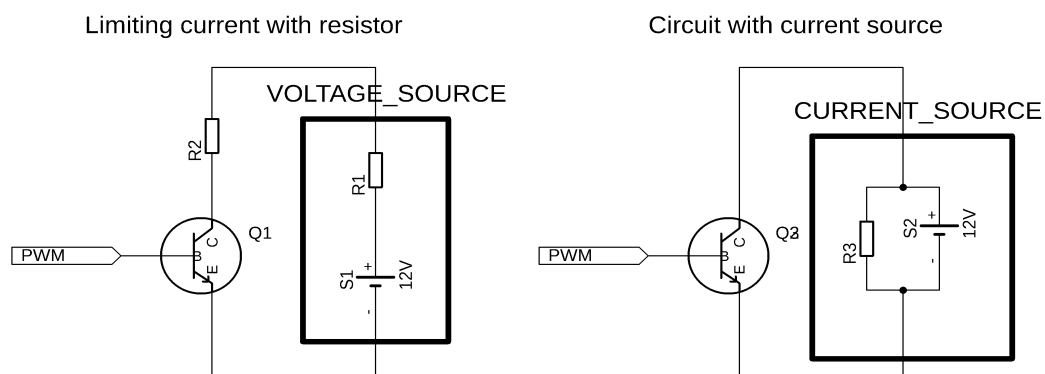 Limiting current with resistor
Circuit with current source
VOLTAGE_SOURCE
CURRENT_SOURCE
R2
R1
Q1
C
B
E
PWM
S1
+
12V
-
Q2
C
B
E
PWM
R3
S2
+
12V
-